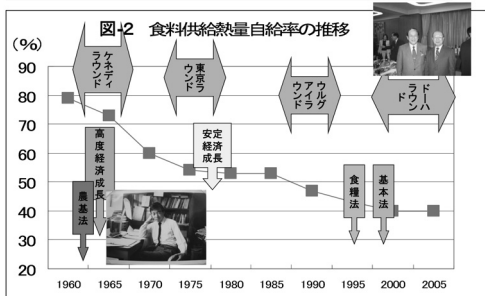 図-2 食料供給熱量自給率の推移
(%)
ケネディラウンド
東京ラウンド
ウルグアイラウンド
ドーハラウンド
90
80
70
60
50
40
30
20
農基法
高度経済成長
安定経済成長
食糧法
基本法
1960 1965 1970 1975 1980 1985 1990 1995 2000 2005